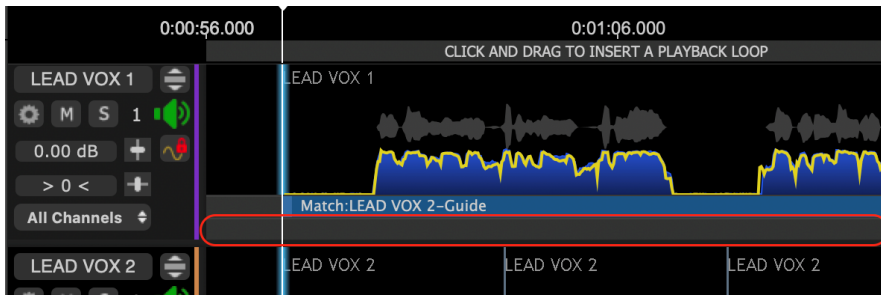 0:00:56.000 0:01:06.000
CLICK AND DRAG TO INSERT A PLAYBACK LOOP
LEAD VOX 1 LEAD VOX 1
M S 1
0.00 dB
> 0 <
Match:LEAD VOX 2-Guide
All Channels
LEAD VOX 2 LEAD VOX 2 LEAD VOX 2 LEAD VOX 2